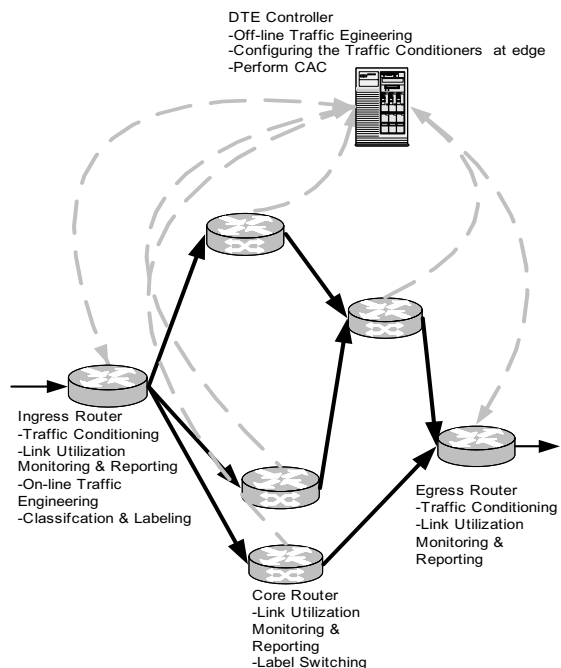 DTE Controller
-Off-line Traffic Egineering
-Configuring the Traffic Conditioners at edge
-Perform CAC
Ingress Router
-Traffic Conditioning
-Link Utilization
Monitoring & Reporting
-On-line Traffic
Engineering
-Classifcation & Labeling
Egress Router
-Traffic Conditioning
-Link Utilization
Monitoring &
Reporting
Core Router
-Link Utilization
Monitoring &
Reporting
-Label Switching